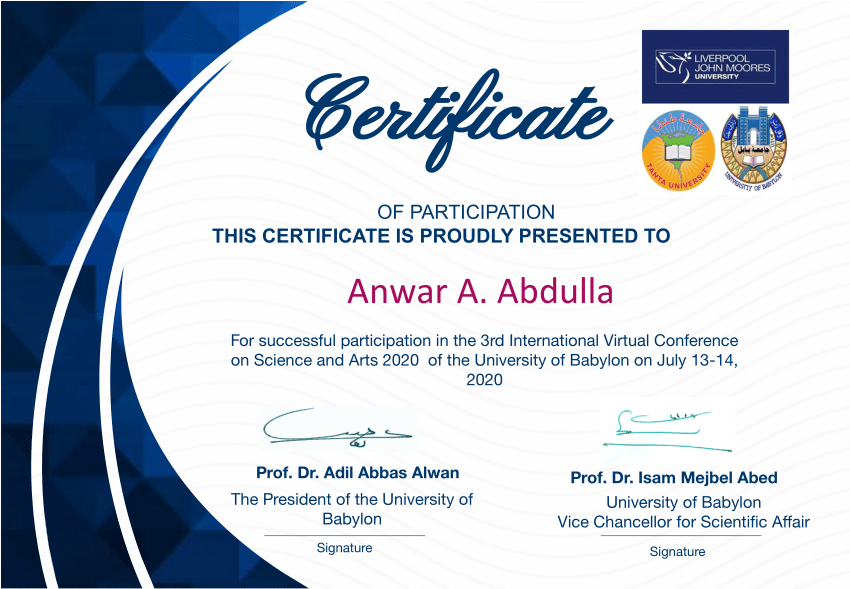 Certificate
LIVERPOOL
JOHN MOORES
UNIVERSITY
جامعة طنطا
TANTA UNIVERSITY
جامعة بابل
UNIVERSITY OF BABYLON
OF PARTICIPATION
THIS CERTIFICATE IS PROUDLY PRESENTED TO
Anwar A. Abdulla
For successful participation in the 3rd International Virtual Conference
on Science and Arts 2020 of the University of Babylon on July 13-14,
2020
Prof. Dr. Adil Abbas Alwan
The President of the University of
Babylon
Signature
Prof. Dr. Isam Mejbel Abed
University of Babylon
Vice Chancellor for Scientific Affair
Signature